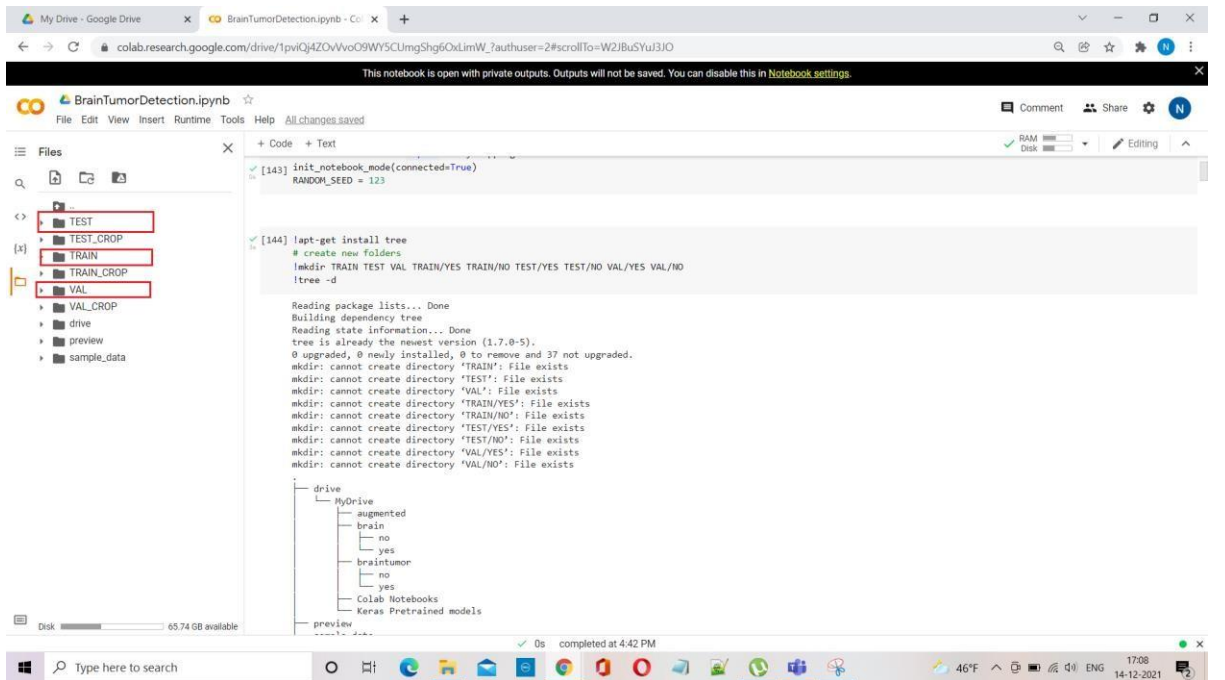 My Drive - Google Drive
BrainTumorDetection.ipynb - Co
colab.research.google.com/drive/1pviQj4ZOvVvoO9WY5CUmgShg6OxLimW_?authuser=2#scrollTo=W2JBuSYuJ3JO
N
This notebook is open with private outputs. Outputs will not be saved. You can disable this in Notebook settings.
CO BrainTumorDetection.ipynb
Comment Share N
File Edit View Insert Runtime Tools Help All changes saved
Files
+ Code + Text
RAM
Disk
Editing
[143] init_notebook_mode(connected=True)
RANDOM_SEED = 123
..
TEST
TEST_CROP
TRAIN
TRAIN_CROP
VAL
VAL_CROP
drive
preview
sample_data
[144] !apt-get install tree
# create new folders
!mkdir TRAIN TEST VAL TRAIN/YES TRAIN/NO TEST/YES TEST/NO VAL/YES VAL/NO
!tree -d
Reading package lists... Done
Building dependency tree
Reading state information... Done
tree is already the newest version (1.7.0-5).
0 upgraded, 0 newly installed, 0 to remove and 37 not upgraded.
mkdir: cannot create directory ‘TRAIN’: File exists
mkdir: cannot create directory ‘TEST’: File exists
mkdir: cannot create directory ‘VAL’: File exists
mkdir: cannot create directory ‘TRAIN/YES’: File exists
mkdir: cannot create directory ‘TRAIN/NO’: File exists
mkdir: cannot create directory ‘TEST/YES’: File exists
mkdir: cannot create directory ‘TEST/NO’: File exists
mkdir: cannot create directory ‘VAL/YES’: File exists
mkdir: cannot create directory ‘VAL/NO’: File exists
.
├── drive
└── MyDrive
├── augmented
├── brain
├── no
└── yes
├── braintumor
├── no
└── yes
├── Colab Notebooks
└── Keras Pretrained models
├── preview
Disk 65.74 GB available
0s completed at 4:42 PM
Type here to search
46°F ENG 17:08
14-12-2021
2